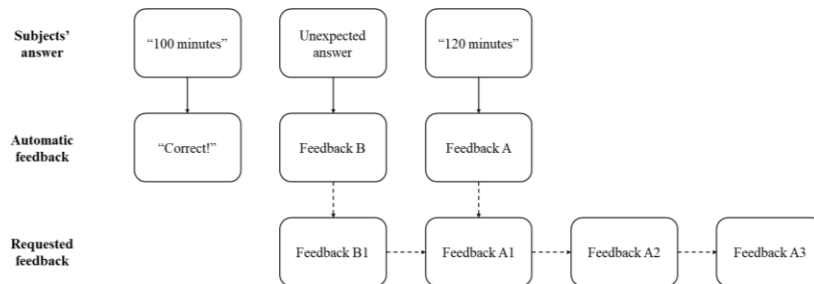 Subjects'
answer
“100 minutes”
Unexpected
answer
“120 minutes”
Automatic
feedback
“Correct!”
Feedback B
Feedback A
Requested
feedback
Feedback B1
Feedback A1
Feedback A2
Feedback A3